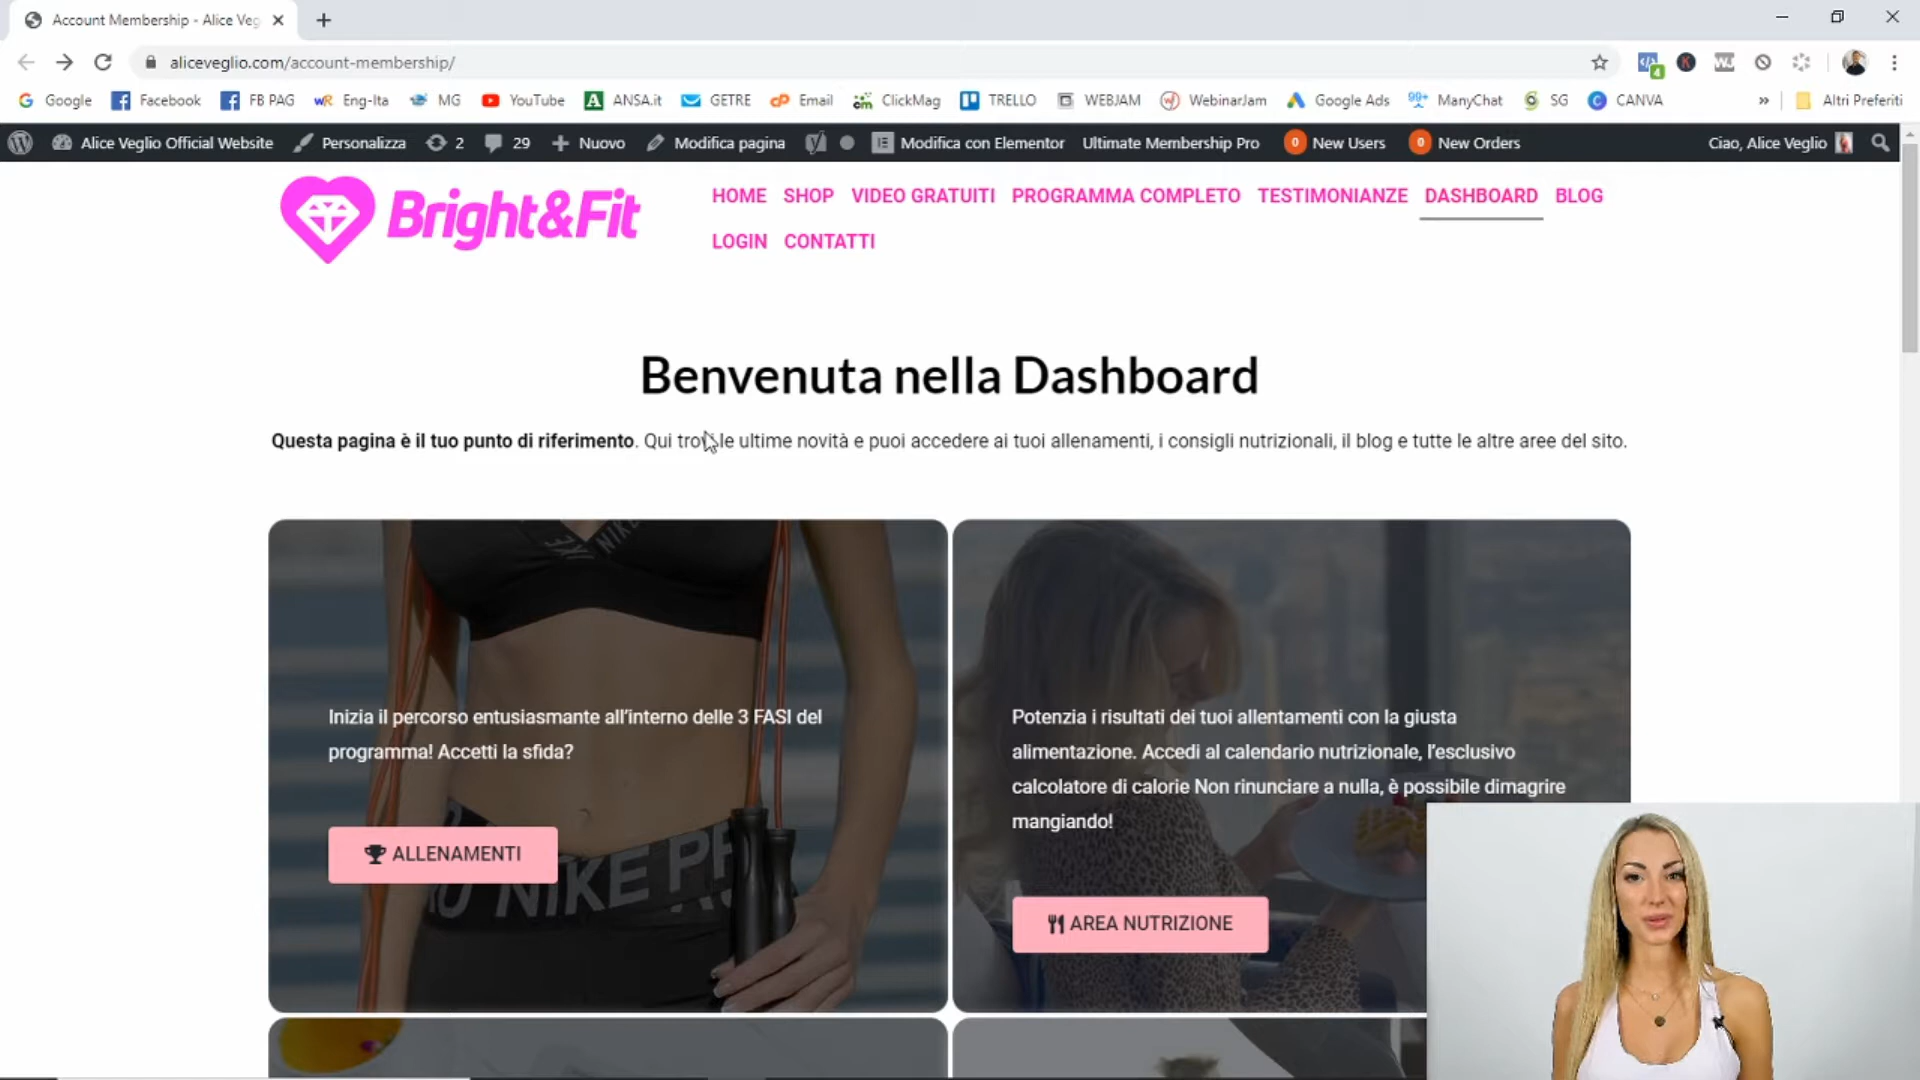 Account Membership - Alice Veg
aliceveglio.com/account-membership/
Google Facebook FB PAG Eng-Ita MG YouTube ANSA.it GETRE Email ClickMag TRELLO WEBJAM WebinarJam Google Ads ManyChat SG CANVA » Altri Preferiti
Alice Veglio Official Website Personalizza 2 29 Nuovo Modifica pagina Modifica con Elementor Ultimate Membership Pro 0 New Users 0 New Orders Ciao, Alice Veglio
Bright&Fit
HOME SHOP VIDEO GRATUITI PROGRAMMA COMPLETO TESTIMONIANZE DASHBOARD BLOG
LOGIN CONTATTI
Benvenuta nella Dashboard
Questa pagina è il tuo punto di riferimento. Qui trovi le ultime novità e puoi accedere ai tuoi allenamenti, i consigli nutrizionali, il blog e tutte le altre aree del sito.
Inizia il percorso entusiasmante all'interno delle 3 FASI del
programma! Accetti la sfida?
ALLENAMENTI
Potenzia i risultati dei tuoi allentamenti con la giusta
alimentazione. Accedi al calendario nutrizionale, l'esclusivo
calcolatore di calorie Non rinunciare a nulla, è possibile dimagrire
mangiando!
AREA NUTRIZIONE
NIKE
NIKE PR